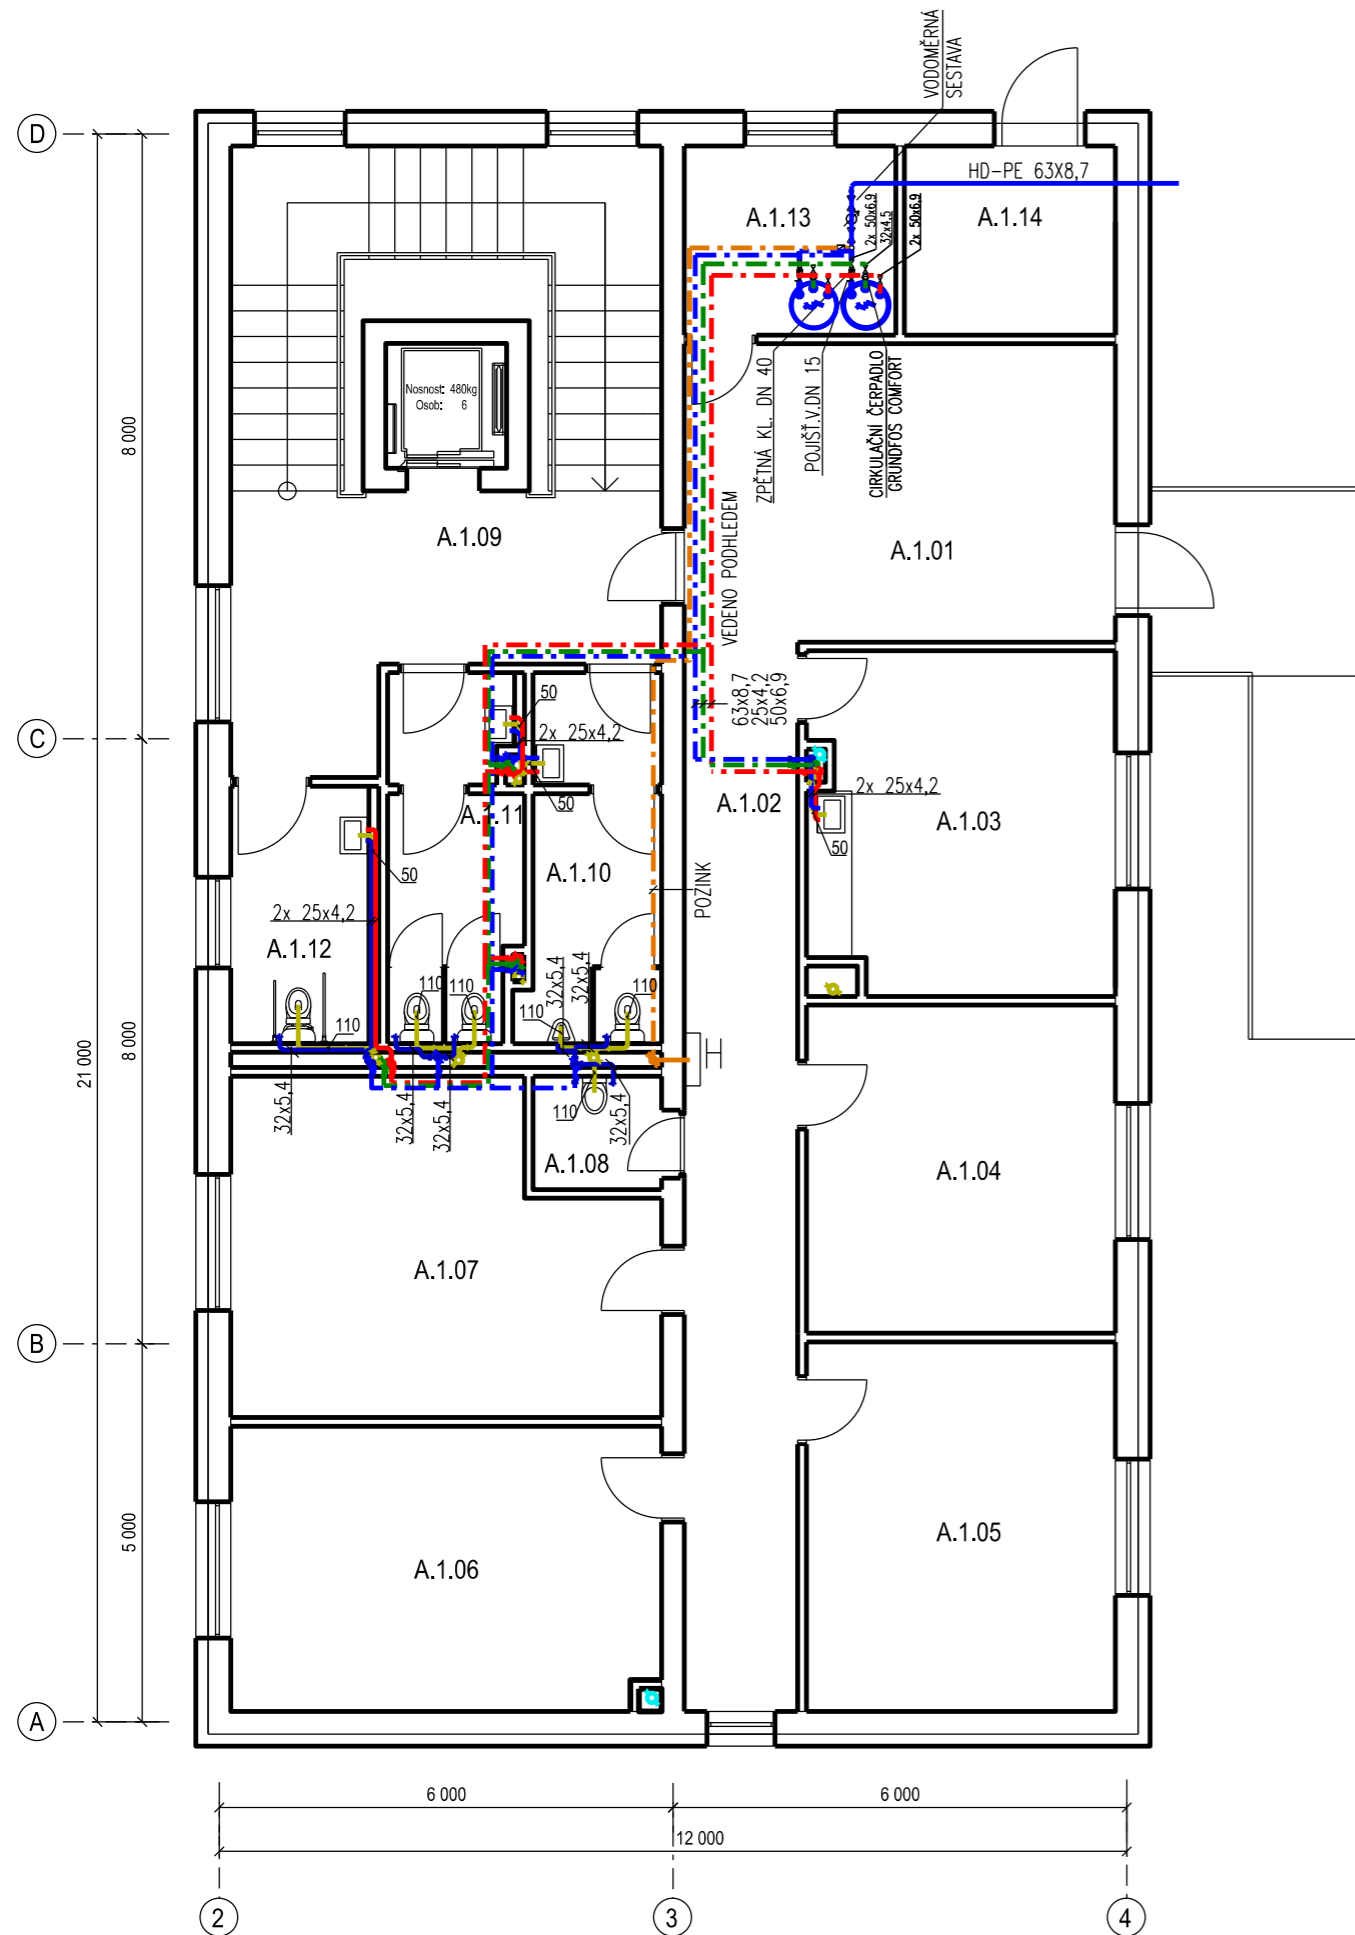 VODOMĚRNÁ
SESTAVA
D
HD-PE 63X8,7
A.1.13
2x 50x6,9
32x4,5
2x 50x6,9
A.1.14
8 000
Nosnost: 480kg
Osob: 6
ZPĚTNÁ KL. DN 40
POJIŠŤ.V.DN 15
CIRKULAČNÍ ČERPADLO
GRUNDFOS COMFORT
VEDENO PODHLEDEM
A.1.09
A.1.01
63x8,7
25x4,2
50x6,9
50
2x 25x4,2
C
50
2x 25x4,2
A.1.02
A.1.03
A.1.11
50
50
A.1.10
POZINK
2x 25x4,2
A.1.12
32x5,4
32x5,4
110
110
110
110
21 000
8 000
32x5,4
32x5,4
32x5,4
110
32x5,4
A.1.08
A.1.04
A.1.07
B
5 000
A.1.05
A.1.06
A
6 000
6 000
12 000
2
3
4